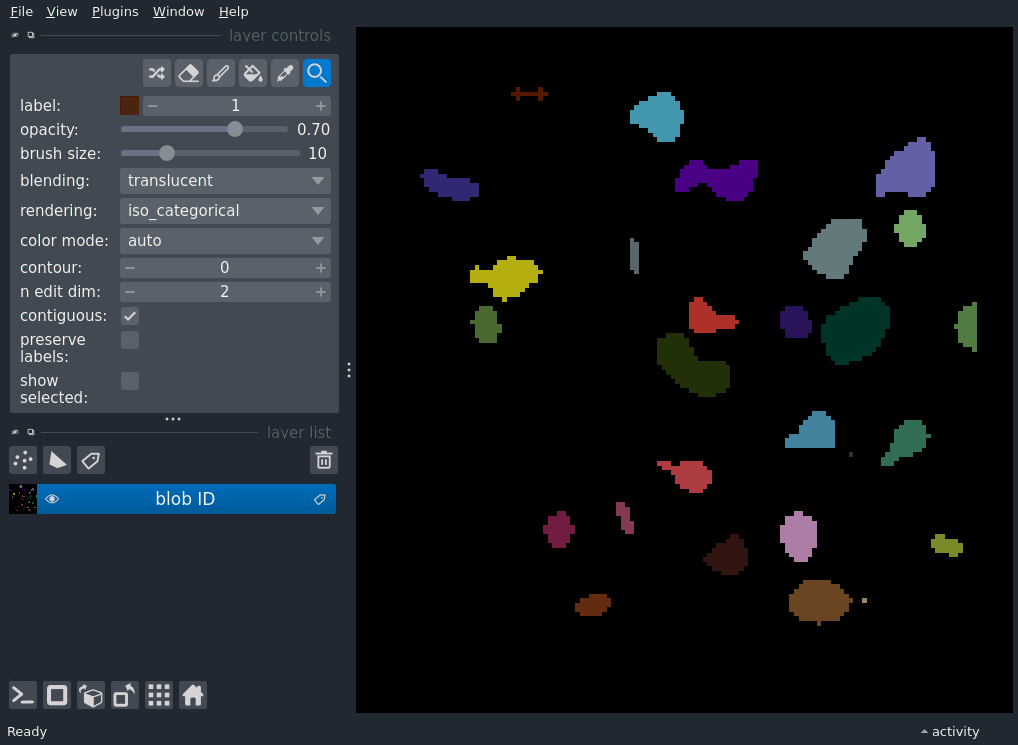 File View Plugins Window Help
layer controls
label: 1
opacity: 0.70
brush size: 10
blending: translucent
rendering: iso_categorical
color mode: auto
contour: 0
n edit dim: 2
contiguous:
preserve
labels:
show
selected:
layer list
blob ID
Ready
activity